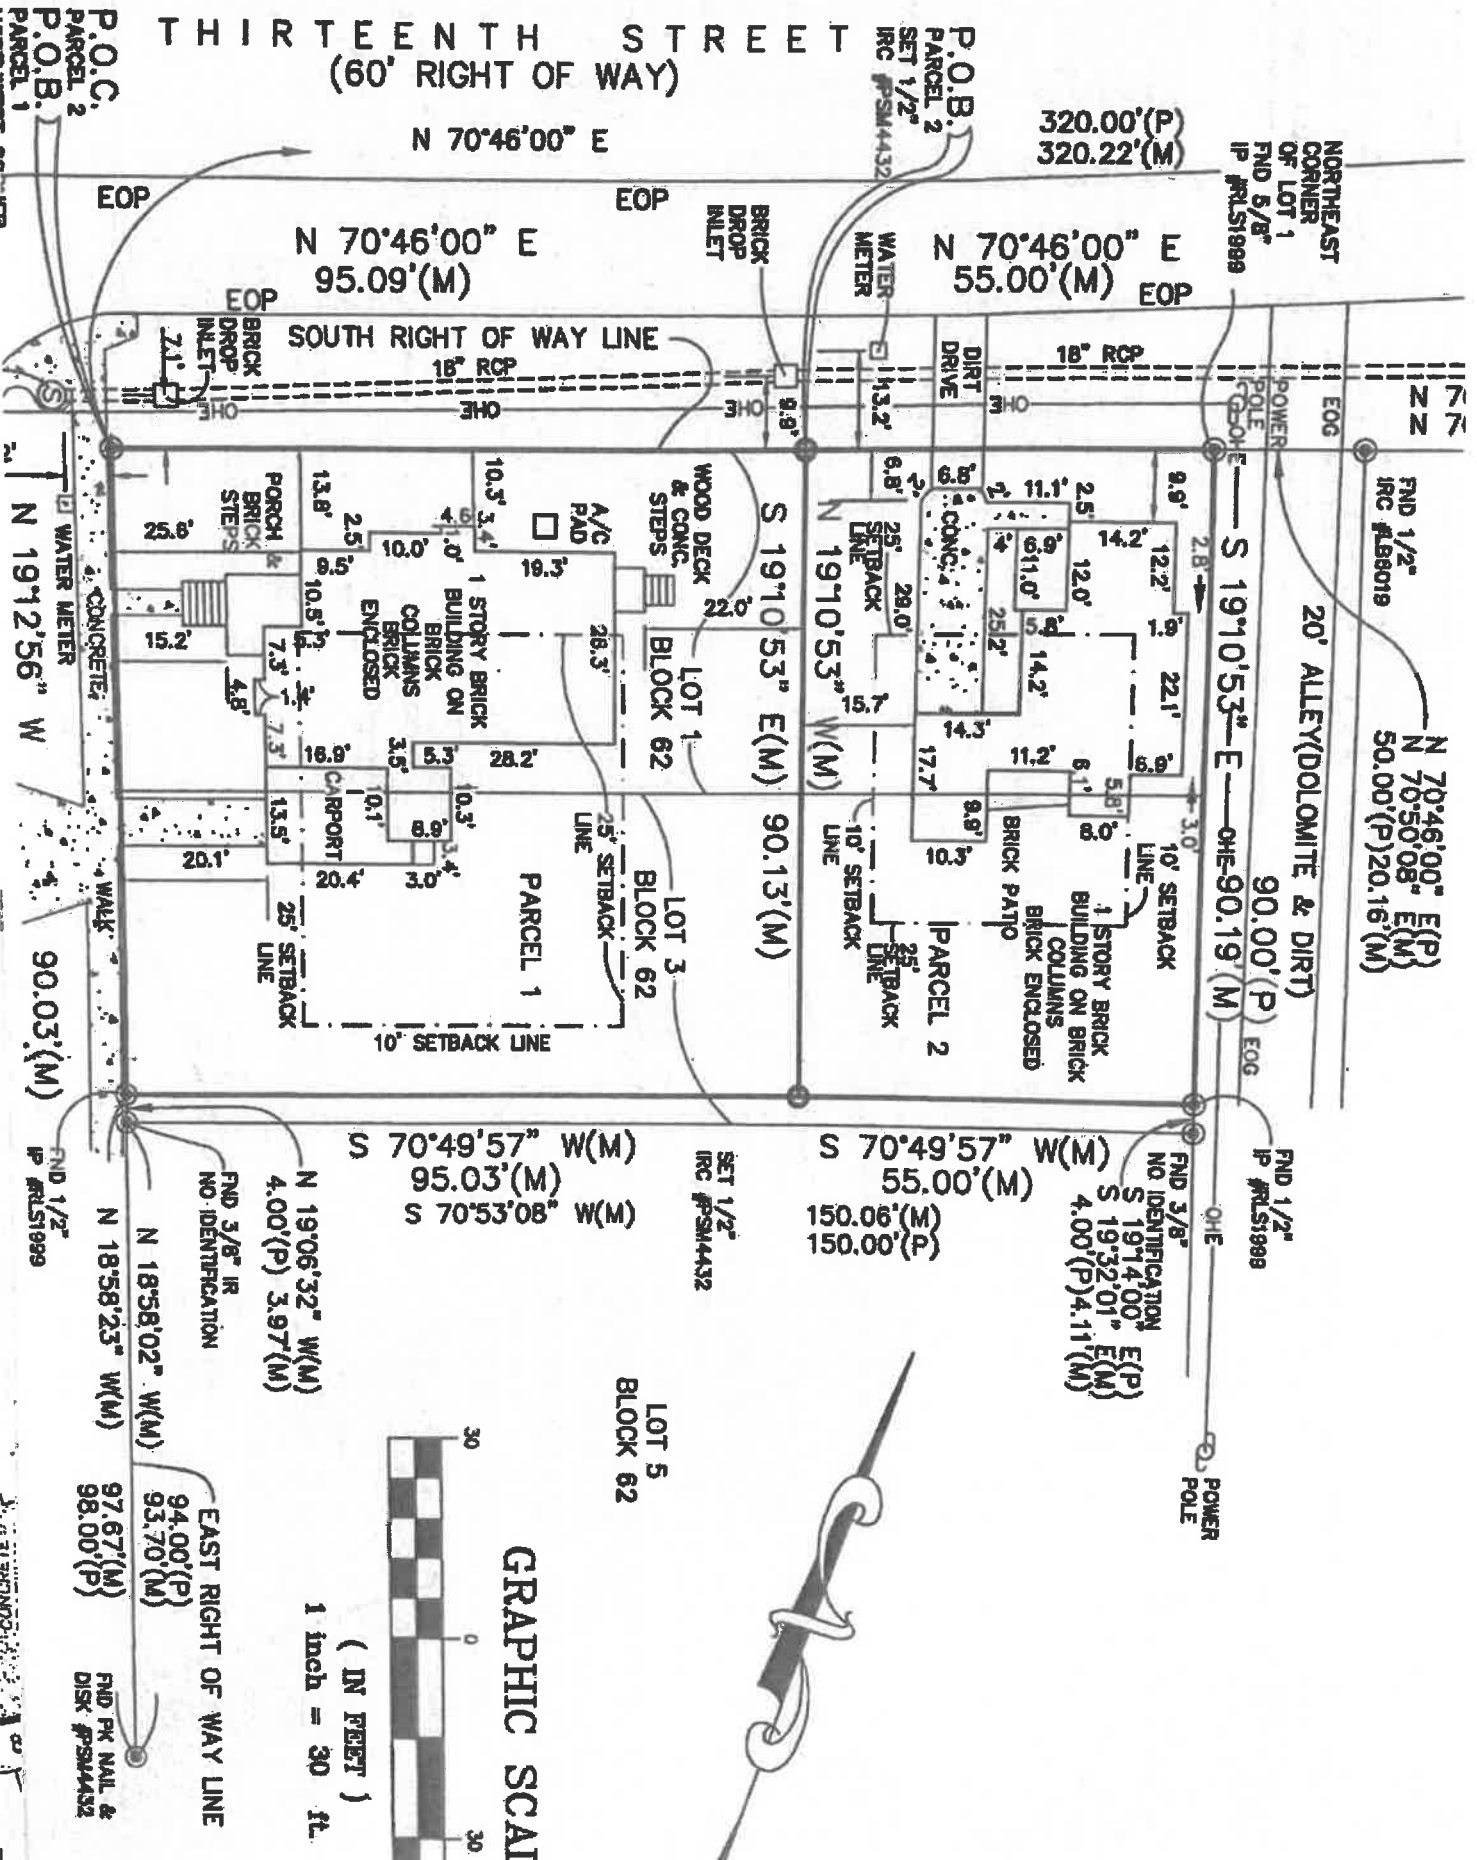 THIRTEENTH STREET
(60' RIGHT OF WAY)
N 70°46'00" E
320.00'(P)
320.22'(M)
P.O.C.
PARCEL 2
P.O.B.
PARCEL 1
P.O.B.
PARCEL 2
SET 1/2"
IRC #PSM4432
NORTHEAST
CORNER
OF LOT 1
FND 5/8"
IP #RLS1999
EOP
EOP
N 70°46'00" E
95.09'(M)
BRICK
DROP
INLET
WATER
METER
N 70°46'00" E
55.00'(M)
EOP
EOP
SOUTH RIGHT OF WAY LINE
BRICK
DROP
INLET
7.1'
18" RCP
18" RCP
DIRT
DRIVE
13.2'
9.9'
OHE
OHE
OHE
OHE
OHE
S
POWER
POLE
EOG
N 7
N 7
FND 1/2"
IRC #LB6019
N 70°46'00" E(P)
N 70°50'08" E(M)
50.00'(P)20.16'(M)
20' ALLEY(DOLOMITE & DIRT)
S 19°10'53" E
OHE
90.00'(P)
90.19'(M)
EOG
2.8'
3.0'
WATER METER
N 19°12'56" W
90.03'(M)
CONCRETE
WALK
25.6'
PORCH &
BRICK
STEPS
13.8'
2.5'
10.0'
9.5'
4.6'
1.0'
3.4'
10.3'
A/C
PAD
19.3'
WOOD DECK
& CONC.
STEPS
22.0'
10.5'
7.3'
4.8'
7.3'
15.2'
1 STORY BRICK
BUILDING ON
BRICK
COLUMNS
BRICK
ENCLOSED
28.3'
16.9'
3.5'
5.3'
28.2'
10.1'
10.3'
8.9'
3.4'
3.0'
13.5'
CARPORT
20.4'
20.1'
25' SETBACK
LINE
25' SETBACK
LINE
10' SETBACK LINE
LOT 1
BLOCK 62
LOT 3
BLOCK 62
PARCEL 1
S 19°10'53" E(M) 90.13'(M)
N 19°10'53" W(M)
6.8'
6.8'
2'
2'
11.1'
2.5'
9.9'
14.2'
12.2'
CONC.
4'
6.9'
11.0'
12.0'
1.9'
25'
SETBACK
LINE
29.0'
25.2'
14.2'
22.1'
15.7'
14.3'
17.7'
11.2'
6.1'
5.8'
6.9'
8.0'
9.9'
10.3'
BRICK PATIO
10' SETBACK
LINE
10' SETBACK
LINE
25'
SETBACK
LINE
PARCEL 2
1 STORY BRICK
BUILDING ON BRICK
COLUMNS
BRICK ENCLOSED
S 70°49'57" W(M)
95.03'(M)
S 70°53'08" W(M)
S 70°49'57" W(M)
55.00'(M)
150.06'(M)
150.00'(P)
SET 1/2"
IRC #PSM4432
FND 1/2"
IP #RLS1999
FND 3/8"
NO IDENTIFICATION
S 19°14'00" E(P)
S 19°32'01" E(M)
4.00'(P)4.11'(M)
OHE
POWER
POLE
FND 1/2"
IP #RLS1999
N 19°06'32" W(M)
4.00'(P) 3.97'(M)
FND 3/8" IR
NO IDENTIFICATION
N 18°58'02" W(M)
N 18°58'23" W(M)
EAST RIGHT OF WAY LINE
94.00'(P)
93.70'(M)
97.67'(M)
98.00'(P)
FND PK NAIL &
DISK #PSM4432
LOT 5
BLOCK 62
GRAPHIC SCAL
30
0
30
( IN FEET )
1 inch = 30 ft.
CONCRETE